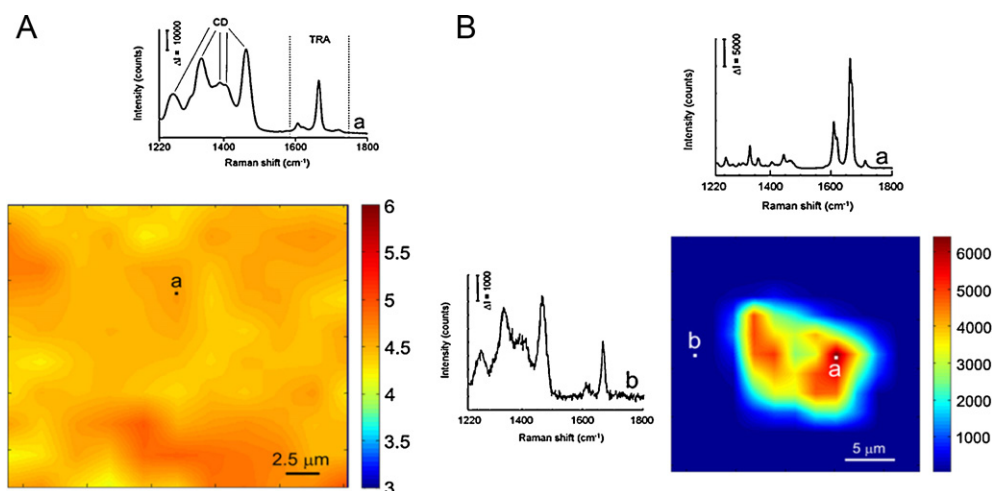 A
CD
TRA
ΔI = 10000
Intensity (counts)
a
1220 1400 1600 1800
Raman shift (cm-1)
a
2.5 μm
6
5.5
5
4.5
4
3.5
3
B
ΔI = 5000
Intensity (counts)
a
1220 1400 1600 1800
Raman shift (cm-1)
ΔI = 1000
Intensity (counts)
b
1220 1400 1600 1800
Raman shift (cm-1)
b
a
5 μm
6000
5000
4000
3000
2000
1000